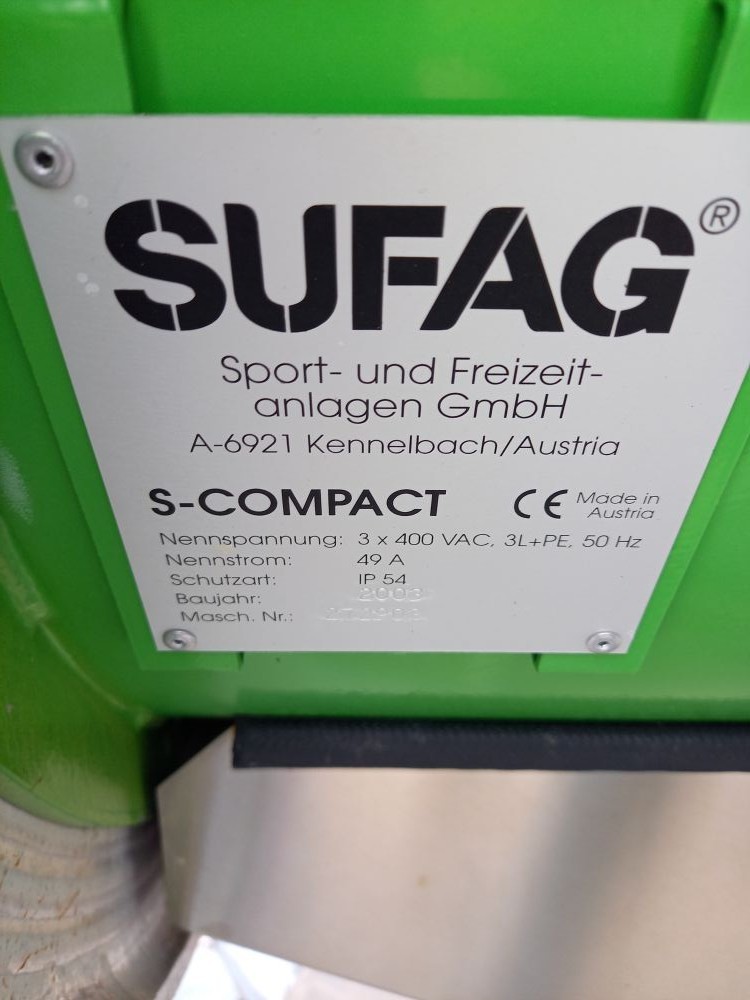 SUFAG®
Sport- und Freizeit-
anlagen GmbH
A-6921 Kennelbach/Austria
S-COMPACT CE Made in
Austria
Nennspannung: 3 x 400 VAC, 3L+PE, 50 Hz
Nennstrom: 49 A
Schutzart: IP 54
Baujahr: 2003
Masch. Nr.: